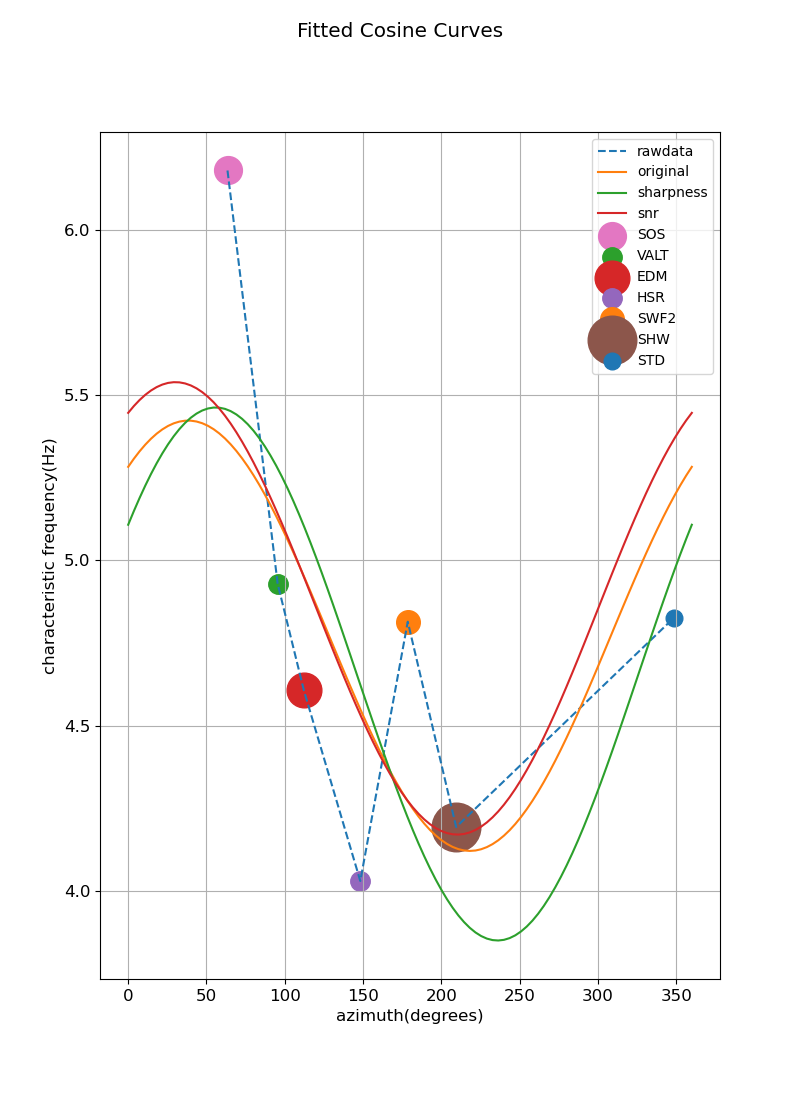 Fitted Cosine Curves
characteristic frequency(Hz)
6.0
5.5
5.0
4.5
4.0
0 50 100 150 200 250 300 350
azimuth(degrees)
rawdata
original
sharpness
snr
SOS
VALT
EDM
HSR
SWF2
SHW
STD